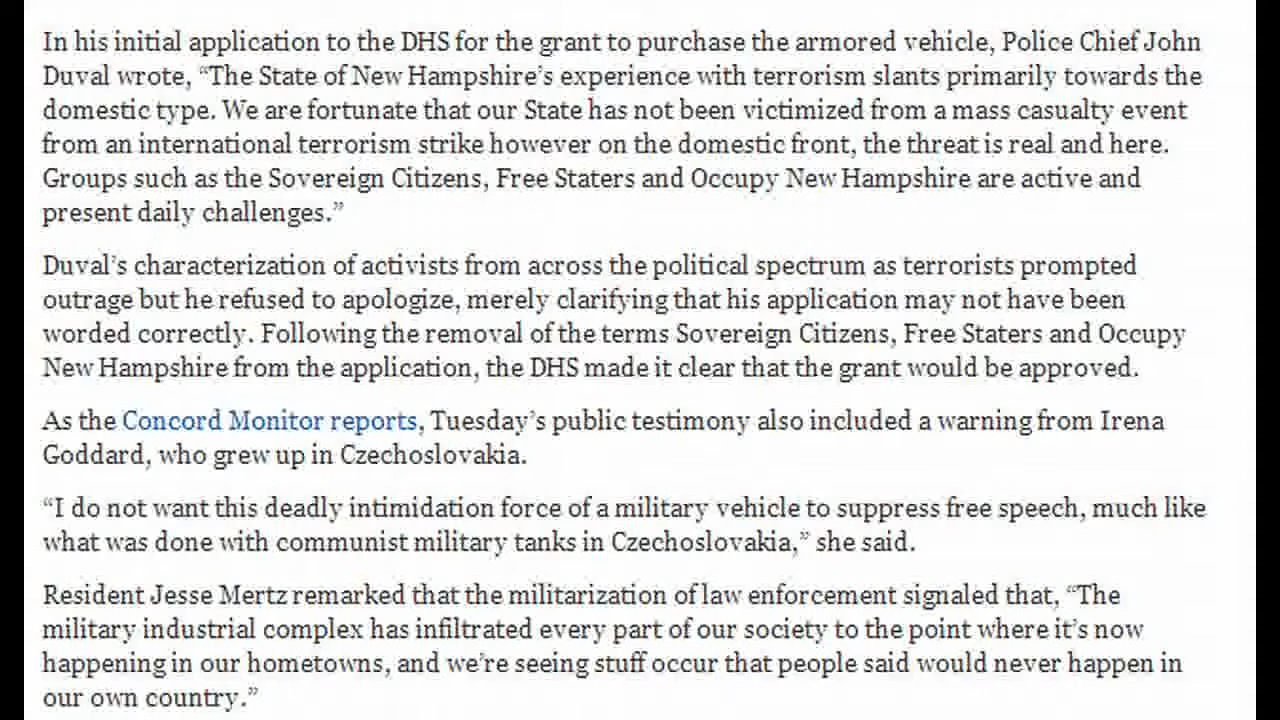 In his initial application to the DHS for the grant to purchase the armored vehicle, Police Chief John
Duval wrote, “The State of New Hampshire’s experience with terrorism slants primarily towards the
domestic type. We are fortunate that our State has not been victimized from a mass casualty event
from an international terrorism strike however on the domestic front, the threat is real and here.
Groups such as the Sovereign Citizens, Free Staters and Occupy New Hampshire are active and
present daily challenges.”
Duval’s characterization of activists from across the political spectrum as terrorists prompted
outrage but he refused to apologize, merely clarifying that his application may not have been
worded correctly. Following the removal of the terms Sovereign Citizens, Free Staters and Occupy
New Hampshire from the application, the DHS made it clear that the grant would be approved.
As the Concord Monitor reports, Tuesday’s public testimony also included a warning from Irena
Goddard, who grew up in Czechoslovakia.
“I do not want this deadly intimidation force of a military vehicle to suppress free speech, much like
what was done with communist military tanks in Czechoslovakia,” she said.
Resident Jesse Mertz remarked that the militarization of law enforcement signaled that, “The
military industrial complex has infiltrated every part of our society to the point where it’s now
happening in our hometowns, and we’re seeing stuff occur that people said would never happen in
our own country.”